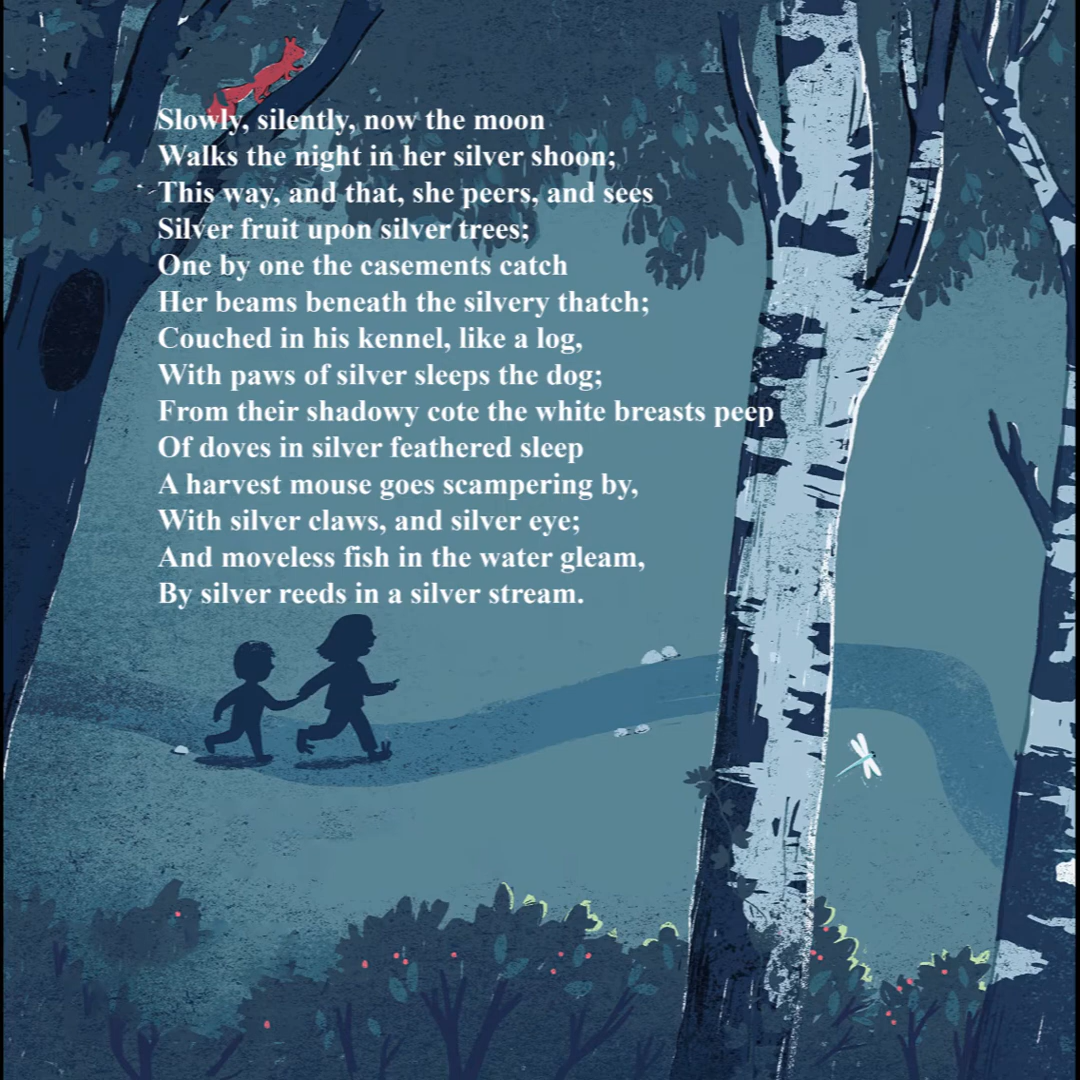 Slowly, silently, now the moon
Walks the night in her silver shoon;
This way, and that, she peers, and sees
Silver fruit upon silver trees;
One by one the casements catch
Her beams beneath the silvery thatch;
Couched in his kennel, like a log,
With paws of silver sleeps the dog;
From their shadowy cote the white breasts peep
Of doves in silver feathered sleep
A harvest mouse goes scampering by,
With silver claws, and silver eye;
And moveless fish in the water gleam,
By silver reeds in a silver stream.